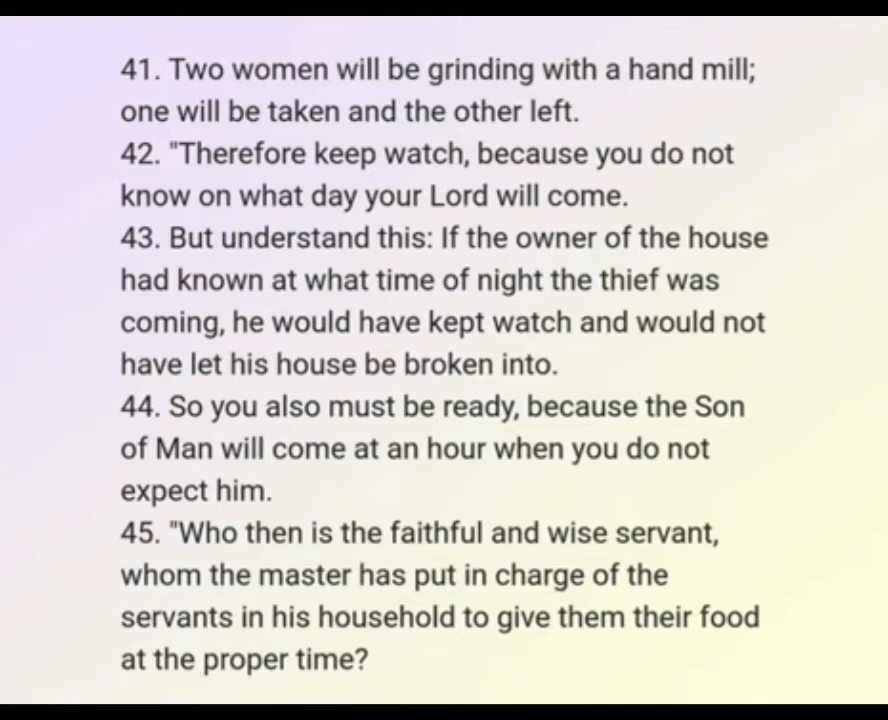 41. Two women will be grinding with a hand mill;
one will be taken and the other left.
42. "Therefore keep watch, because you do not
know on what day your Lord will come.
43. But understand this: If the owner of the house
had known at what time of night the thief was
coming, he would have kept watch and would not
have let his house be broken into.
44. So you also must be ready, because the Son
of Man will come at an hour when you do not
expect him.
45. "Who then is the faithful and wise servant,
whom the master has put in charge of the
servants in his household to give them their food
at the proper time?